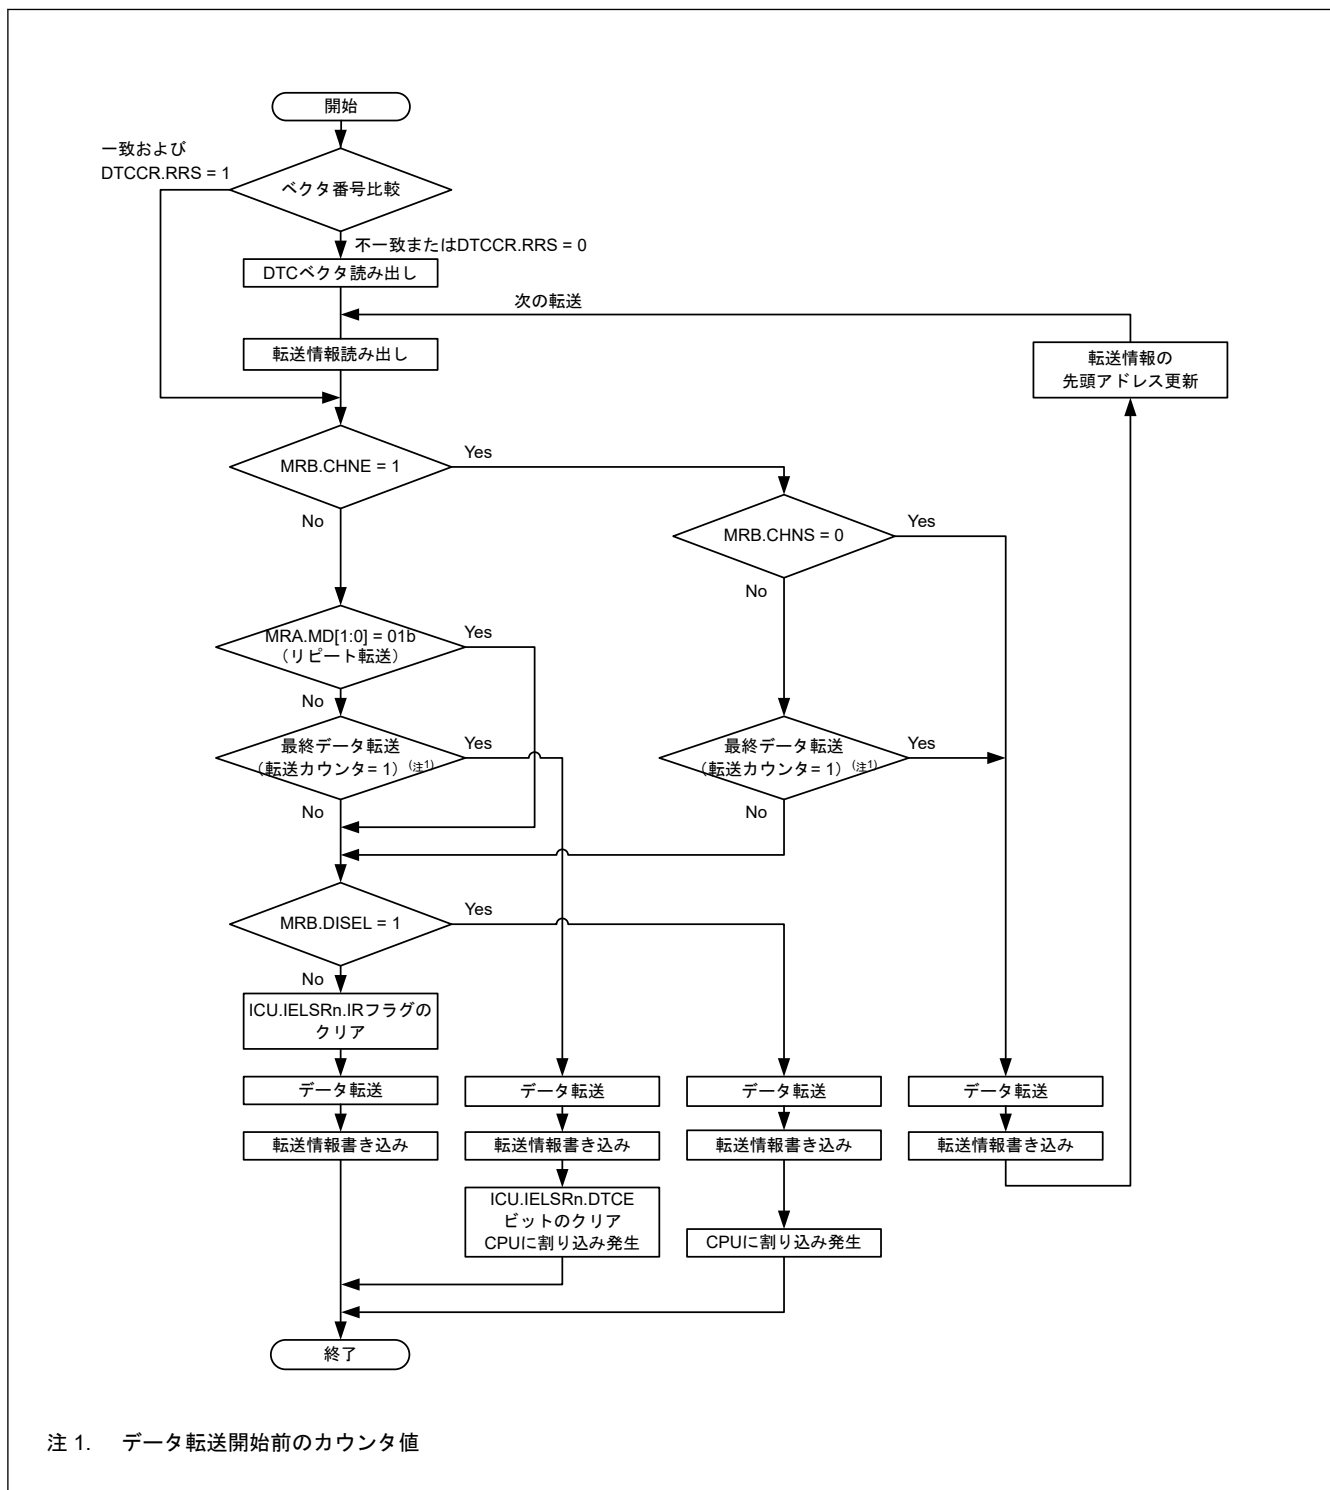 開始
一致および
DTCCR.RRS = 1
ベクタ番号比較
不一致またはDTCCR.RRS = 0
DTCベクタ読み出し
次の転送
転送情報読み出し
転送情報の
先頭アドレス更新
MRB.CHNE = 1
Yes
No
MRB.CHNS = 0
Yes
No
MRA.MD[1:0] = 01b
（リピート転送）
Yes
No
最終データ転送
（転送カウンタ= 1）(注1)
Yes
No
最終データ転送
（転送カウンタ= 1）(注1)
Yes
No
MRB.DISEL = 1
Yes
No
ICU.IELSRn.IRフラグの
クリア
データ転送
データ転送
データ転送
データ転送
転送情報書き込み
転送情報書き込み
転送情報書き込み
転送情報書き込み
ICU.IELSRn.DTCE
ビットのクリア
CPUに割り込み発生
CPUに割り込み発生
終了
注 1. データ転送開始前のカウンタ値